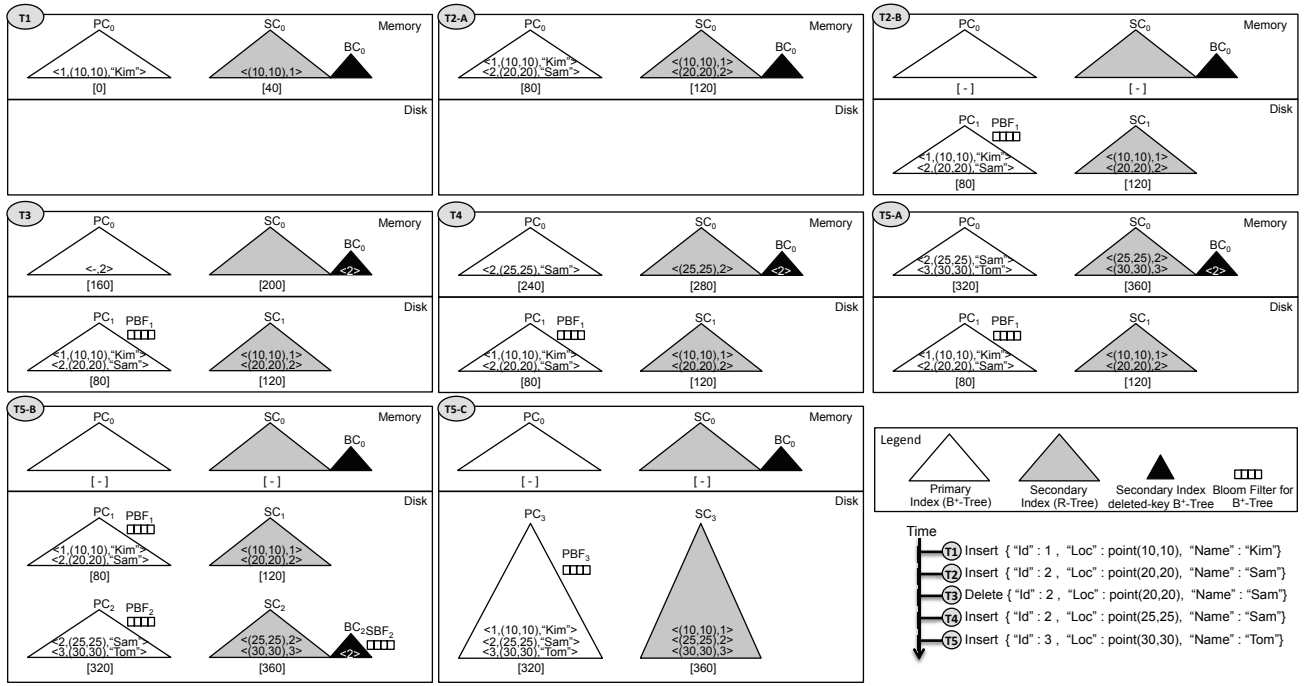 T1
PC0
SC0
Memory
BC0
<1,(10,10),“Kim”>
<(10,10),1>
[0]
[40]
Disk
T2-A
PC0
SC0
Memory
BC0
<1,(10,10),“Kim”>
<2,(20,20),“Sam”>
<(10,10),1>
<(20,20),2>
[80]
[120]
Disk
T2-B
PC0
SC0
Memory
BC0
[ - ]
[ - ]
Disk
PC1
PBF1
SC1
<1,(10,10),“Kim”>
<2,(20,20),“Sam”>
<(10,10),1>
<(20,20),2>
[80]
[120]
T3
PC0
SC0
Memory
BC0
<-,2>
<2>
[160]
[200]
Disk
PC1
PBF1
SC1
<1,(10,10),“Kim”>
<2,(20,20),“Sam”>
<(10,10),1>
<(20,20),2>
[80]
[120]
T4
PC0
SC0
Memory
BC0
<2,(25,25),“Sam”>
<(25,25),2>
<2>
[240]
[280]
Disk
PC1
PBF1
SC1
<1,(10,10),“Kim”>
<2,(20,20),“Sam”>
<(10,10),1>
<(20,20),2>
[80]
[120]
T5-A
PC0
SC0
Memory
BC0
<2,(25,25),“Sam”>
<3,(30,30),“Tom”>
<(25,25),2>
<(30,30),3>
<2>
[320]
[360]
Disk
PC1
PBF1
SC1
<1,(10,10),“Kim”>
<2,(20,20),“Sam”>
<(10,10),1>
<(20,20),2>
[80]
[120]
T5-B
PC0
SC0
Memory
BC0
[ - ]
[ - ]
Disk
PC1
PBF1
SC1
<1,(10,10),“Kim”>
<2,(20,20),“Sam”>
<(10,10),1>
<(20,20),2>
[80]
[120]
PC2
PBF2
SC2
BC2
SBF2
<2,(25,25),“Sam”>
<3,(30,30),“Tom”>
<(25,25),2>
<(30,30),3>
<2>
[320]
[360]
T5-C
PC0
SC0
Memory
BC0
[ - ]
[ - ]
Disk
PC3
PBF3
SC3
<1,(10,10),“Kim”>
<2,(25,25),“Sam”>
<3,(30,30),“Tom”>
<(10,10),1>
<(25,25),2>
<(30,30),3>
[320]
[360]
Legend
Primary
Index (B+-Tree)
Secondary
Index (R-Tree)
Secondary Index
deleted-key B+-Tree
Bloom Filter for
B+-Tree
Time
T1 Insert { “Id” : 1 , “Loc” : point(10,10), “Name” : “Kim”}
T2 Insert { “Id” : 2 , “Loc” : point(20,20), “Name” : “Sam”}
T3 Delete { “Id” : 2 , “Loc” : point(20,20), “Name” : “Sam”}
T4 Insert { “Id” : 2 , “Loc” : point(25,25), “Name” : “Sam”}
T5 Insert { “Id” : 3 , “Loc” : point(30,30), “Name” : “Tom”}